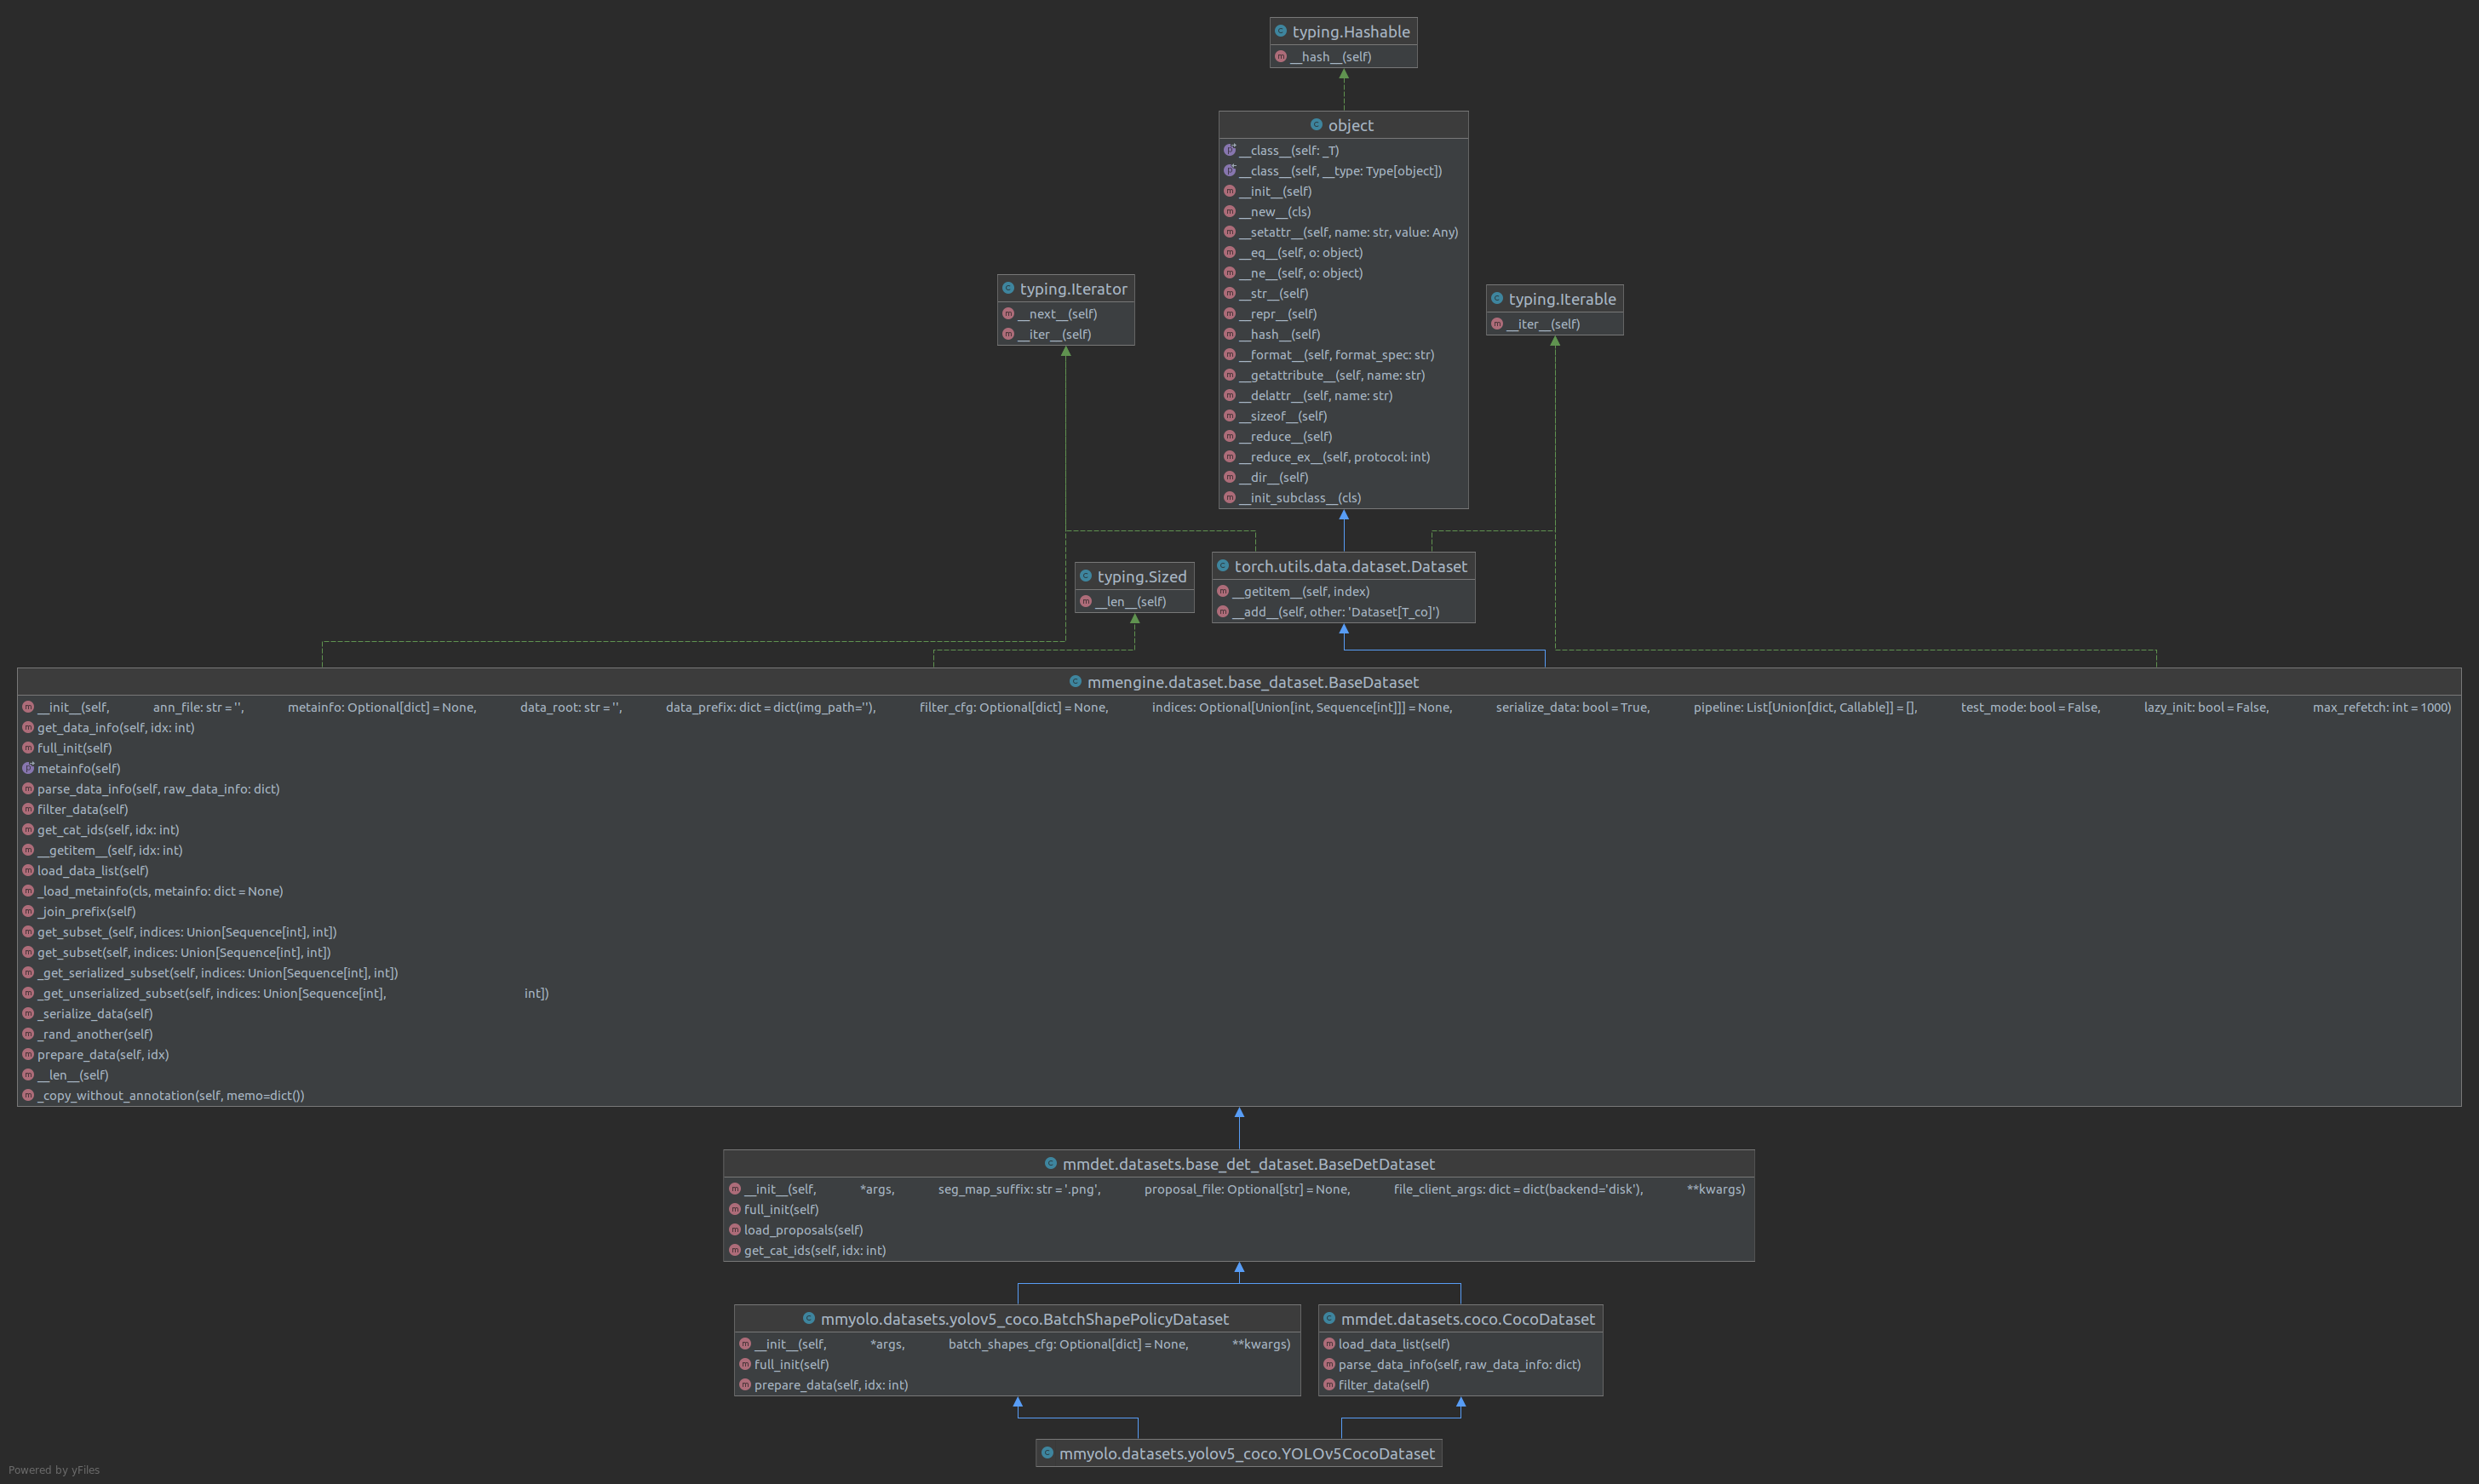 typing.Hashable
__hash__(self)
object
__class__(self: _T)
__class__(self, __type: Type[object])
__init__(self)
__new__(cls)
__setattr__(self, name: str, value: Any)
__eq__(self, o: object)
__ne__(self, o: object)
__str__(self)
__repr__(self)
__hash__(self)
__format__(self, format_spec: str)
__getattribute__(self, name: str)
__delattr__(self, name: str)
__sizeof__(self)
__reduce__(self)
__reduce_ex__(self, protocol: int)
__dir__(self)
__init_subclass__(cls)
typing.Iterator
__next__(self)
__iter__(self)
typing.Iterable
__iter__(self)
typing.Sized
__len__(self)
torch.utils.data.dataset.Dataset
__getitem__(self, index)
__add__(self, other: 'Dataset[T_co]')
mmengine.dataset.base_dataset.BaseDataset
__init__(self, ann_file: str = '', metainfo: Optional[dict] = None, data_root: str = '', data_prefix: dict = dict(img_path=''), filter_cfg: Optional[dict] = None, indices: Optional[Union[int, Sequence[int]]] = None, serialize_data: bool = True, pipeline: List[Union[dict, Callable]] = [], test_mode: bool = False, lazy_init: bool = False, max_refetch: int = 1000)
get_data_info(self, idx: int)
full_init(self)
metainfo(self)
parse_data_info(self, raw_data_info: dict)
filter_data(self)
get_cat_ids(self, idx: int)
__getitem__(self, idx: int)
load_data_list(self)
_load_metainfo(cls, metainfo: dict = None)
_join_prefix(self)
get_subset_(self, indices: Union[Sequence[int], int])
get_subset(self, indices: Union[Sequence[int], int])
_get_serialized_subset(self, indices: Union[Sequence[int], int])
_get_unserialized_subset(self, indices: Union[Sequence[int], int])
_serialize_data(self)
_rand_another(self)
prepare_data(self, idx)
__len__(self)
_copy_without_annotation(self, memo=dict())
mmdet.datasets.base_det_dataset.BaseDetDataset
__init__(self, *args, seg_map_suffix: str = '.png', proposal_file: Optional[str] = None, file_client_args: dict = dict(backend='disk'), **kwargs)
full_init(self)
load_proposals(self)
get_cat_ids(self, idx: int)
mmyolo.datasets.yolov5_coco.BatchShapePolicyDataset
__init__(self, *args, batch_shapes_cfg: Optional[dict] = None, **kwargs)
full_init(self)
prepare_data(self, idx: int)
mmdet.datasets.coco.CocoDataset
load_data_list(self)
parse_data_info(self, raw_data_info: dict)
filter_data(self)
mmyolo.datasets.yolov5_coco.YOLOv5CocoDataset
Powered by yFiles